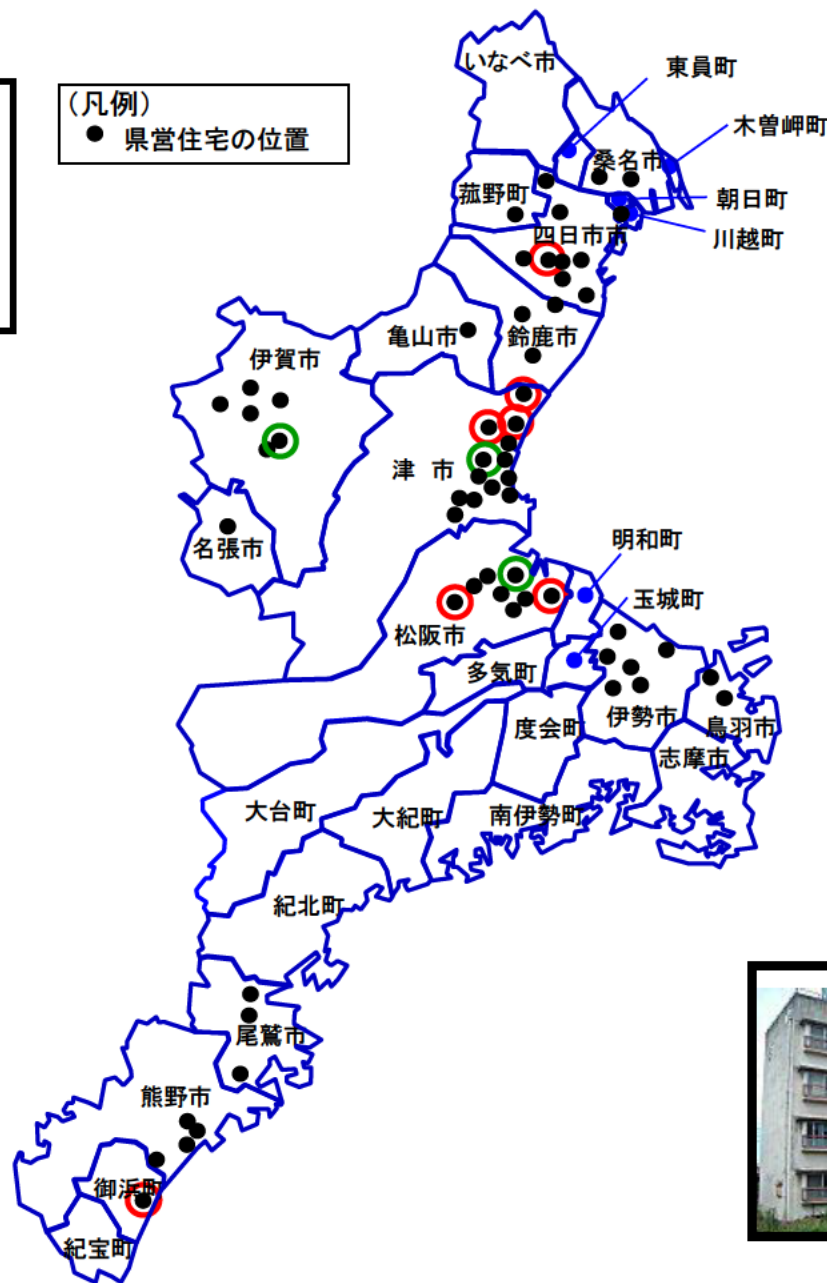 (凡例)
● 県営住宅の位置
いなべ市
東員町
木曽岬町
桑名市
菰野町
朝日町
四日市市
川越町
亀山市
鈴鹿市
伊賀市
津 市
名張市
明和町
玉城町
松阪市
多気町
伊勢市
鳥羽市
度会町
志摩市
大台町
大紀町
南伊勢町
紀北町
尾鷲市
熊野市
御浜町
紀宝町